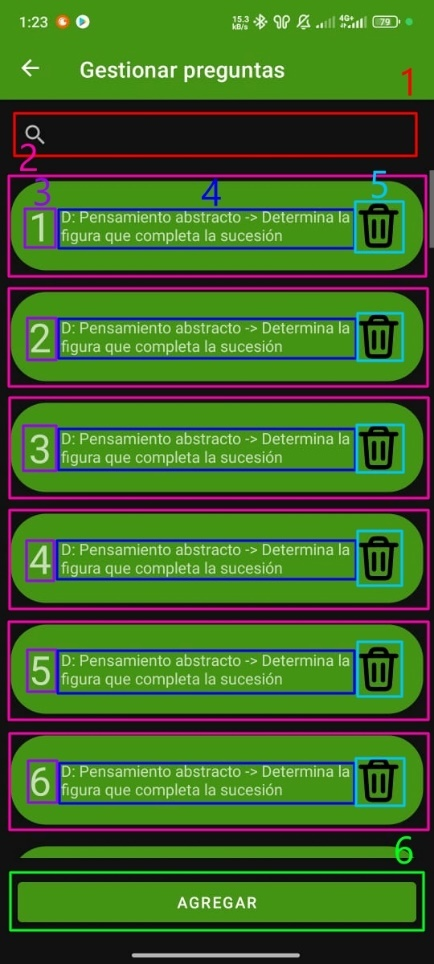 1:23 15.3 kB/s 4G+ 79
Gestionar preguntas
1
2
3 4 5
1 D: Pensamiento abstracto -> Determina la
figura que completa la sucesión
2 D: Pensamiento abstracto -> Determina la
figura que completa la sucesión
3 D: Pensamiento abstracto -> Determina la
figura que completa la sucesión
4 D: Pensamiento abstracto -> Determina la
figura que completa la sucesión
5 D: Pensamiento abstracto -> Determina la
figura que completa la sucesión
6 D: Pensamiento abstracto -> Determina la
figura que completa la sucesión
6
AGREGAR